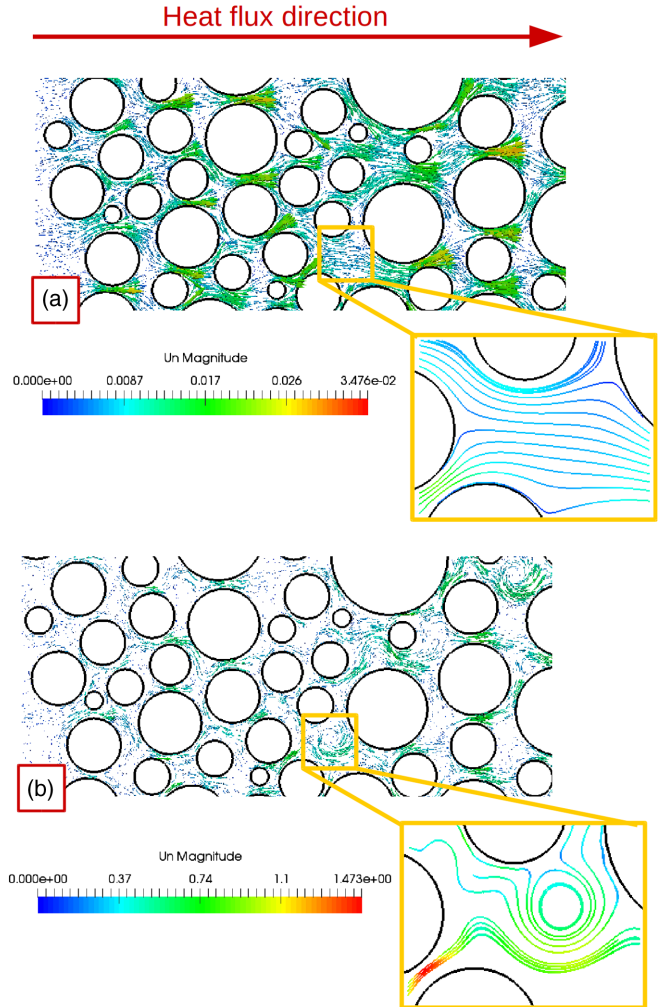 Heat flux direction
(a)
Un Magnitude
0.000e+00 0.0087 0.017 0.026 3.476e-02
(b)
Un Magnitude
0.000e+00 0.37 0.74 1.1 1.473e+00